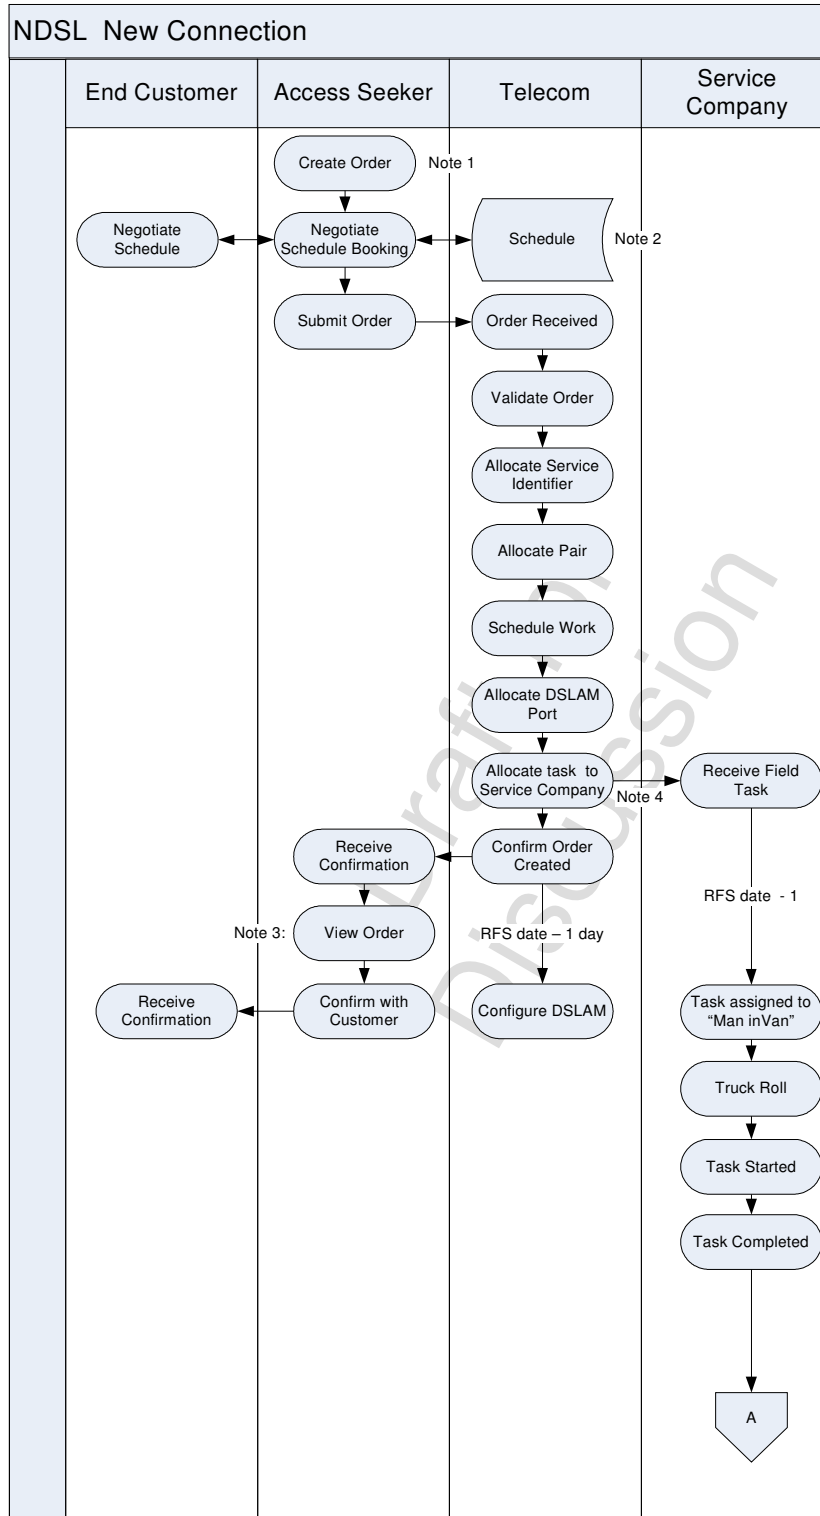 NDSL New Connection
End Customer
Access Seeker
Telecom
Service
Company
Create Order
Note 1
Negotiate
Schedule
Negotiate
Schedule Booking
Schedule
Note 2
Submit Order
Order Received
Validate Order
Allocate Service
Identifier
Allocate Pair
Schedule Work
Allocate DSLAM
Port
Allocate task to
Service Company
Note 4
Receive Field
Task
Receive
Confirmation
Confirm Order
Created
RFS date - 1
Note 3:
View Order
RFS date – 1 day
Receive
Confirmation
Confirm with
Customer
Configure DSLAM
Task assigned to
“Man inVan”
Truck Roll
Task Started
Task Completed
A
Draft for
Discussion